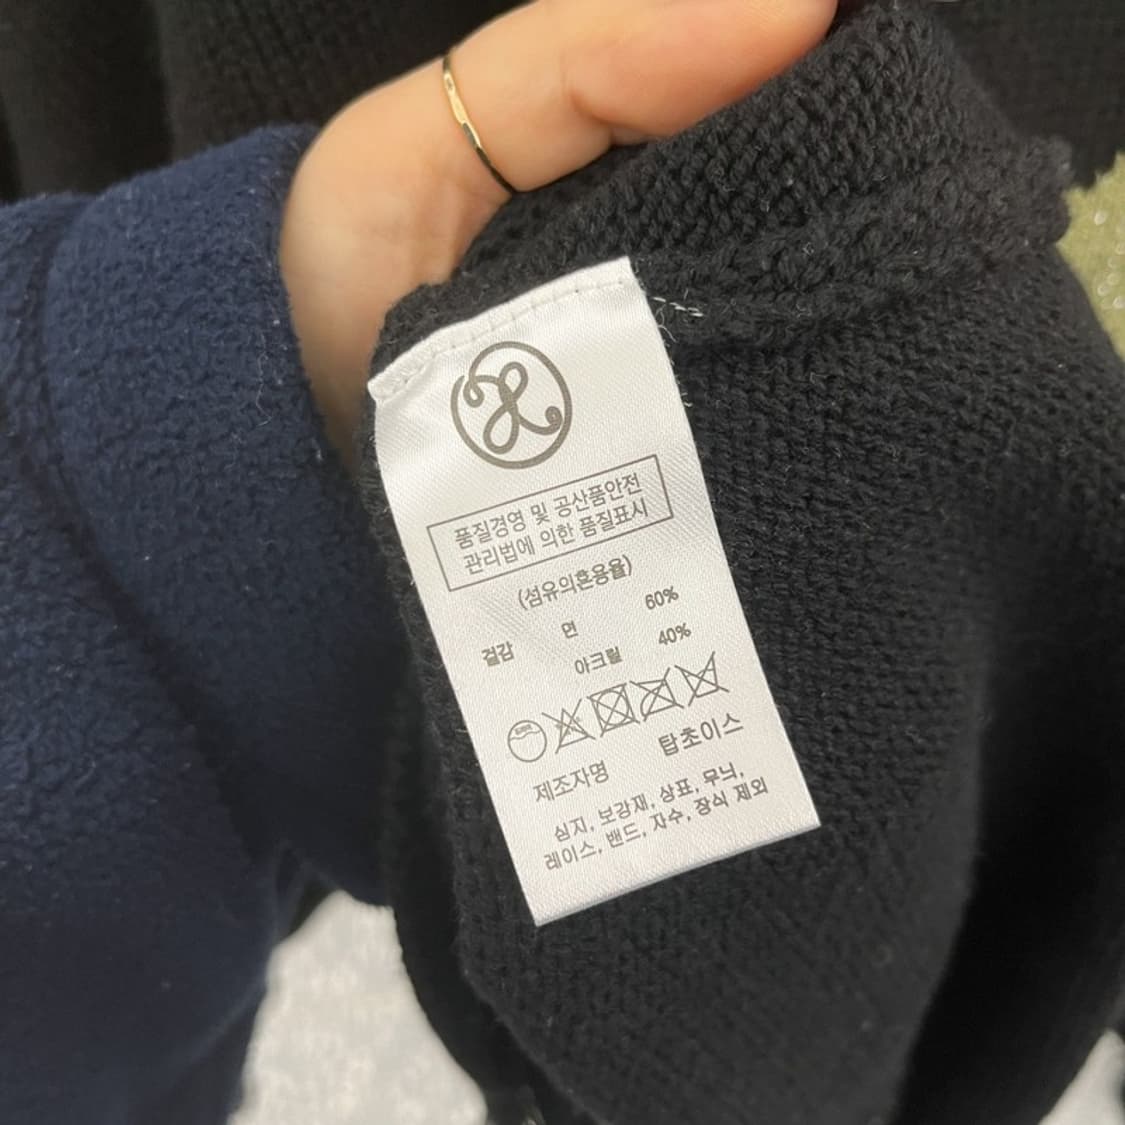 품질경영 및 공산품안전
관리법에 의한 품질표시
(섬유의혼용율)
겉감 면 60%
아크릴 40%
제조자명 탑초이스
심지, 보강재, 상표, 무늬,
레이스, 밴드, 자수, 장식 제외